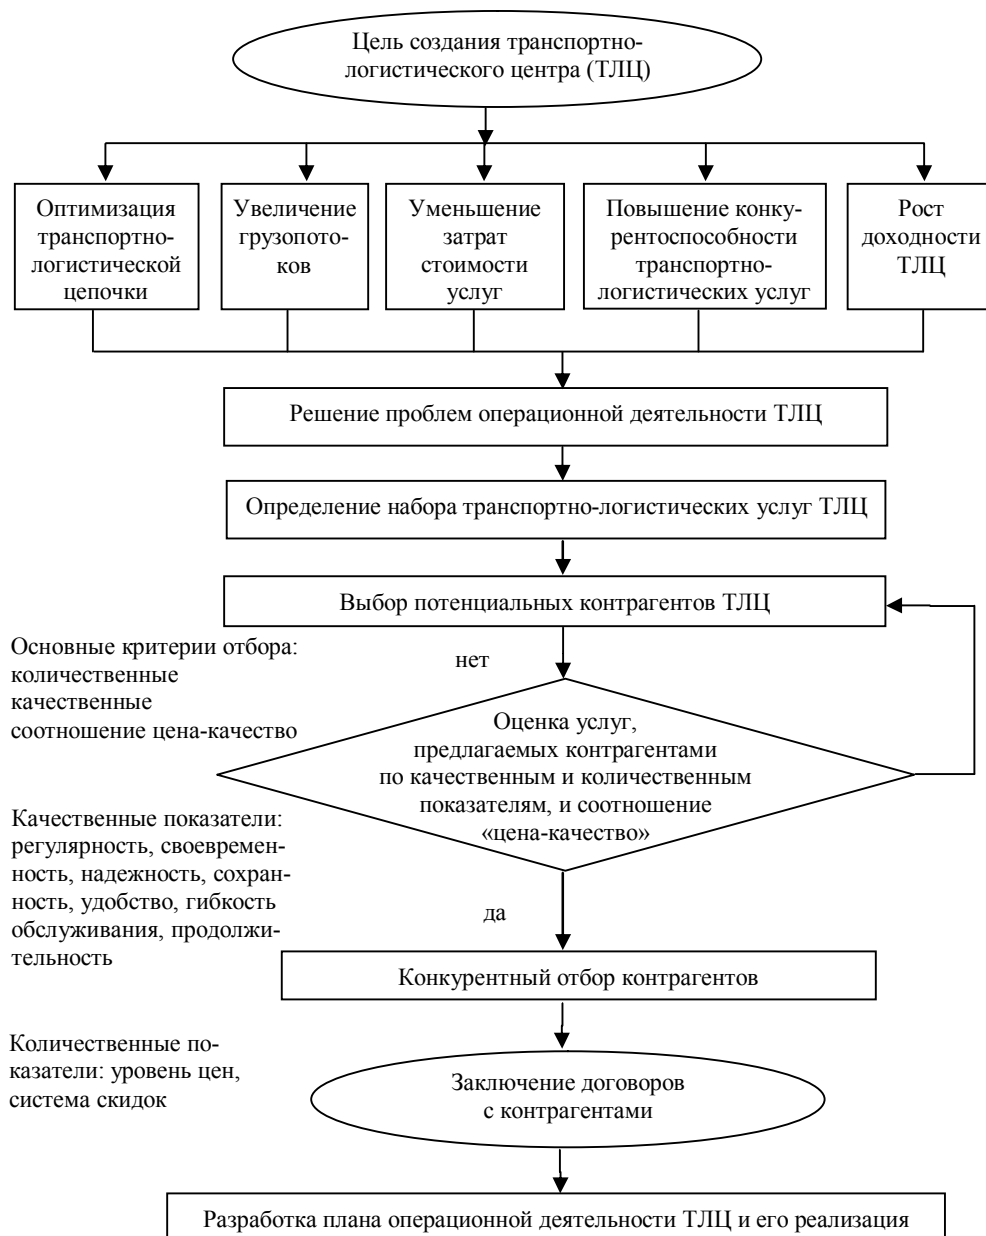 Цель создания транспортно-
логистического центра (ТЛЦ)
Оптимизация
транспортно-
логистической
цепочки
Увеличение
грузопото-
ков
Уменьшение
затрат
стоимости
услуг
Повышение конку-
рентоспособности
транспортно-
логистических услуг
Рост
доходности
ТЛЦ
Решение проблем операционной деятельности ТЛЦ
Определение набора транспортно-логистических услуг ТЛЦ
Выбор потенциальных контрагентов ТЛЦ
Основные критерии отбора:
количественные
качественные
соотношение цена-качество
нет
Оценка услуг,
предлагаемых контрагентами
по качественным и количественным
показателям, и соотношение
«цена-качество»
Качественные показатели:
регулярность, своевремен-
ность, надежность, сохран-
ность, удобство, гибкость
обслуживания, продолжи-
тельность
да
Конкурентный отбор контрагентов
Количественные по-
казатели: уровень цен,
система скидок
Заключение договоров
с контрагентами
Разработка плана операционной деятельности ТЛЦ и его реализация